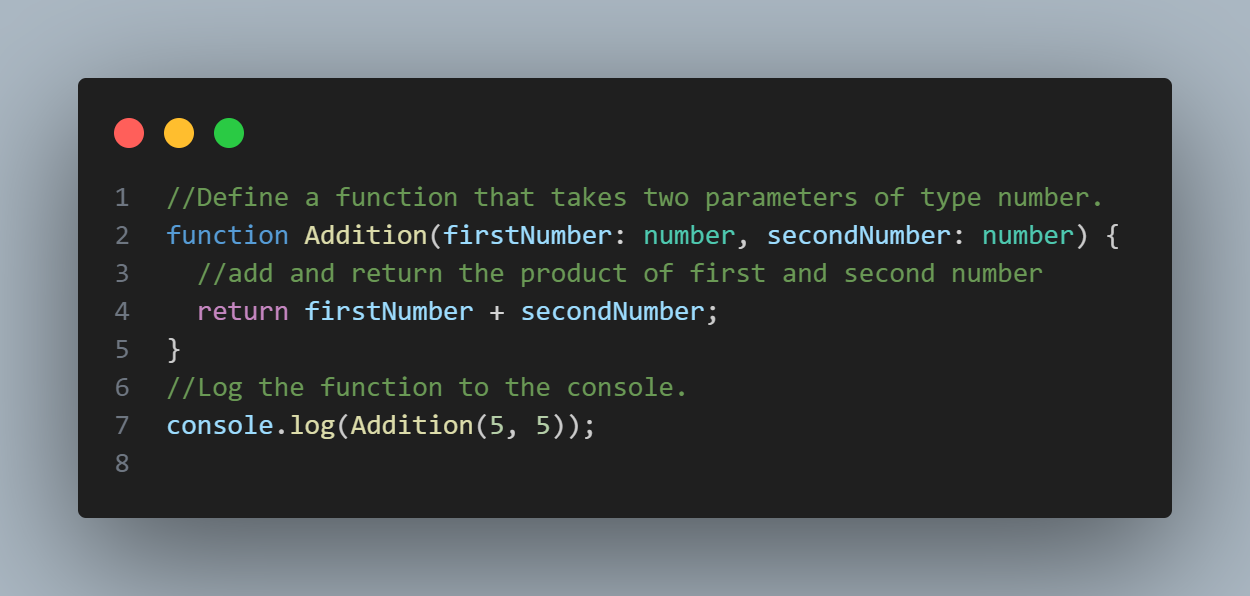 1 //Define a function that takes two parameters of type number.
2 function Addition(firstNumber: number, secondNumber: number) {
3   //add and return the product of first and second number
4   return firstNumber + secondNumber;
5 }
6 //Log the function to the console.
7 console.log(Addition(5, 5));
8